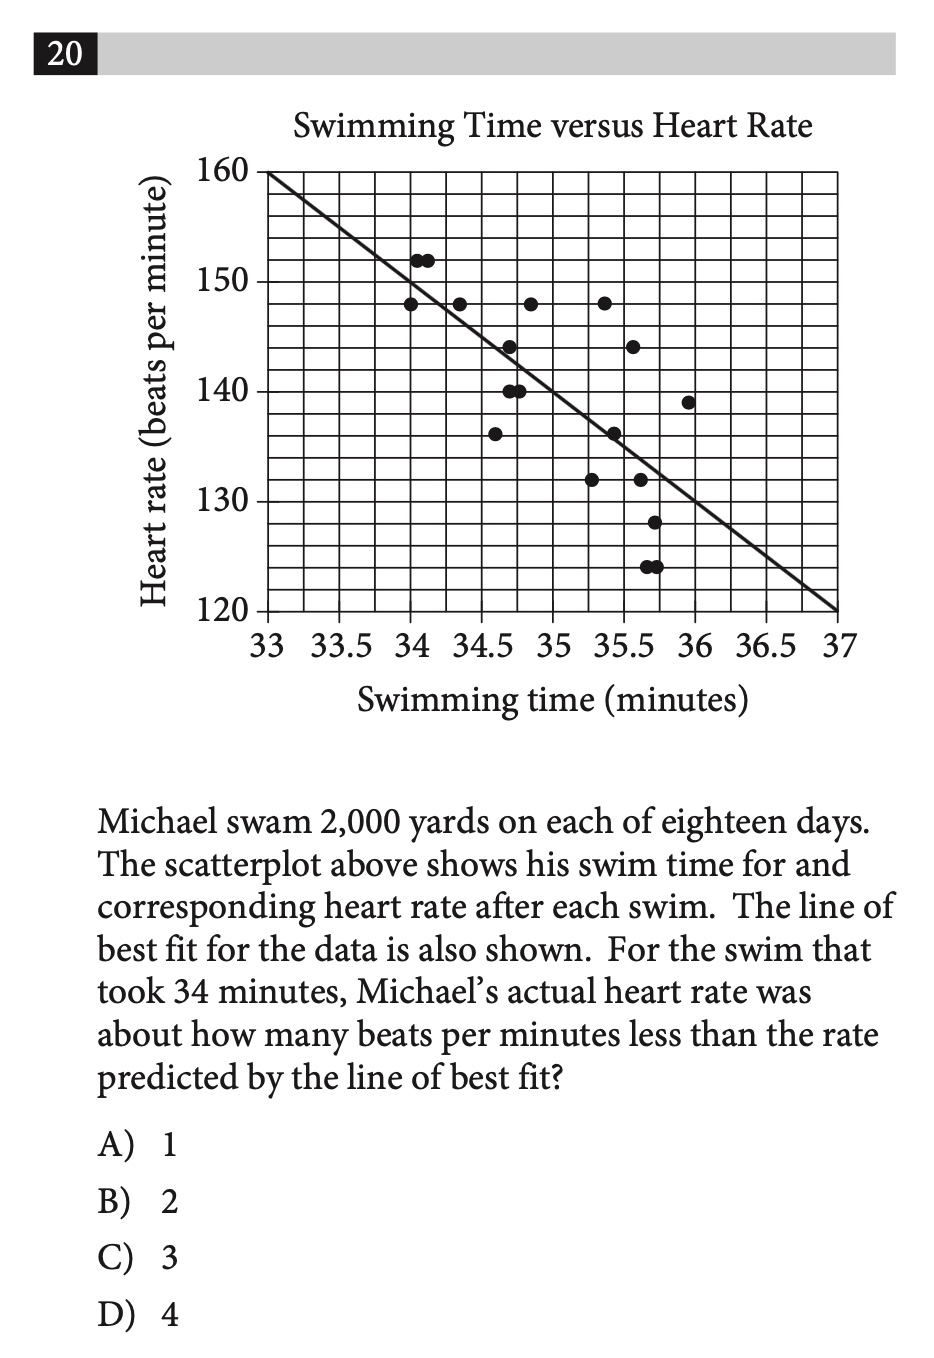 20
Swimming Time versus Heart Rate
Heart rate (beats per minute)
160
150
140
130
120
33 33.5 34 34.5 35 35.5 36 36.5 37
Swimming time (minutes)
Michael swam 2,000 yards on each of eighteen days.
The scatterplot above shows his swim time for and
corresponding heart rate after each swim. The line of
best fit for the data is also shown. For the swim that
took 34 minutes, Michael’s actual heart rate was
about how many beats per minutes less than the rate
predicted by the line of best fit?
A) 1
B) 2
C) 3
D) 4